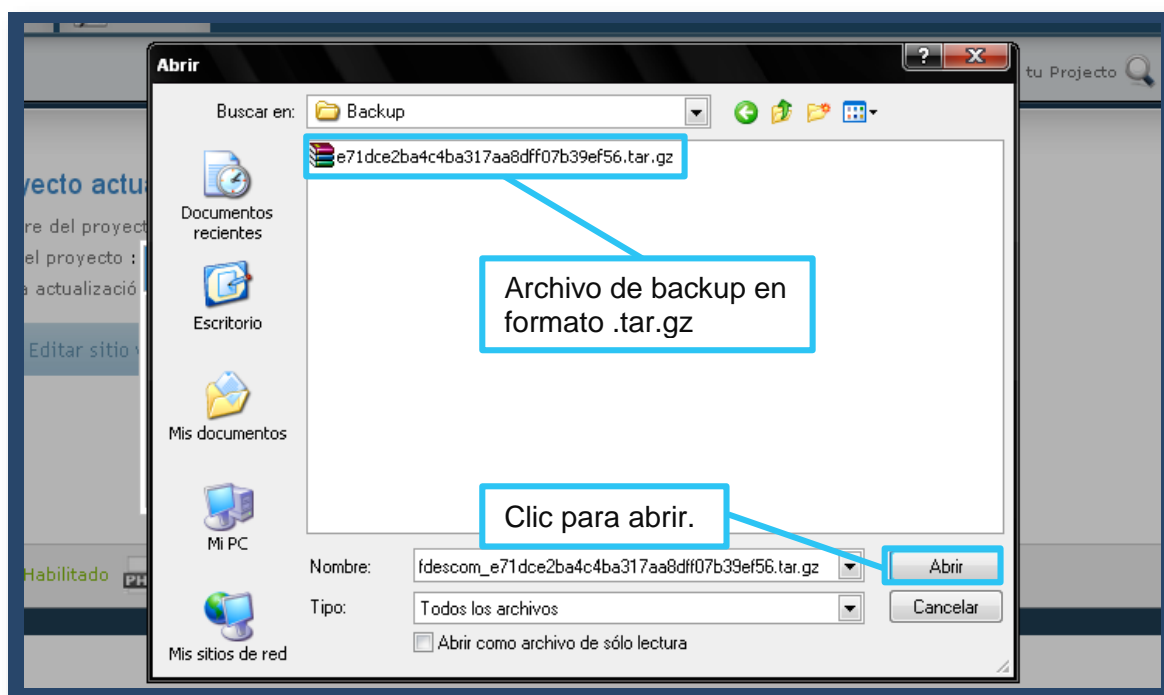 Abrir
?
X
tu Projecto
Buscar en:
Backup
e71dce2ba4c4ba317aa8dff07b39ef56.tar.gz
yecto actu
re del proyect
el proyecto :
a actualizació
Editar sitio v
Documentos
recientes
Escritorio
Mis documentos
Mi PC
Mis sitios de red
Archivo de backup en
formato .tar.gz
Clic para abrir.
Habilitado
PH
Nombre:
fdescom_e71dce2ba4c4ba317aa8dff07b39ef56.tar.gz
Abrir
Tipo:
Todos los archivos
Cancelar
Abrir como archivo de sólo lectura